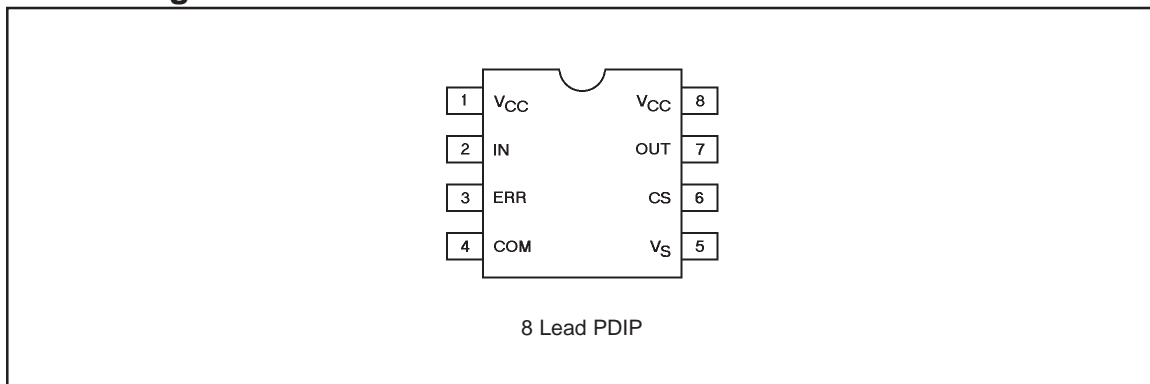 1 VCC VCC 8
2 IN OUT 7
3 ERR CS 6
4 COM VS 5
8 Lead PDIP